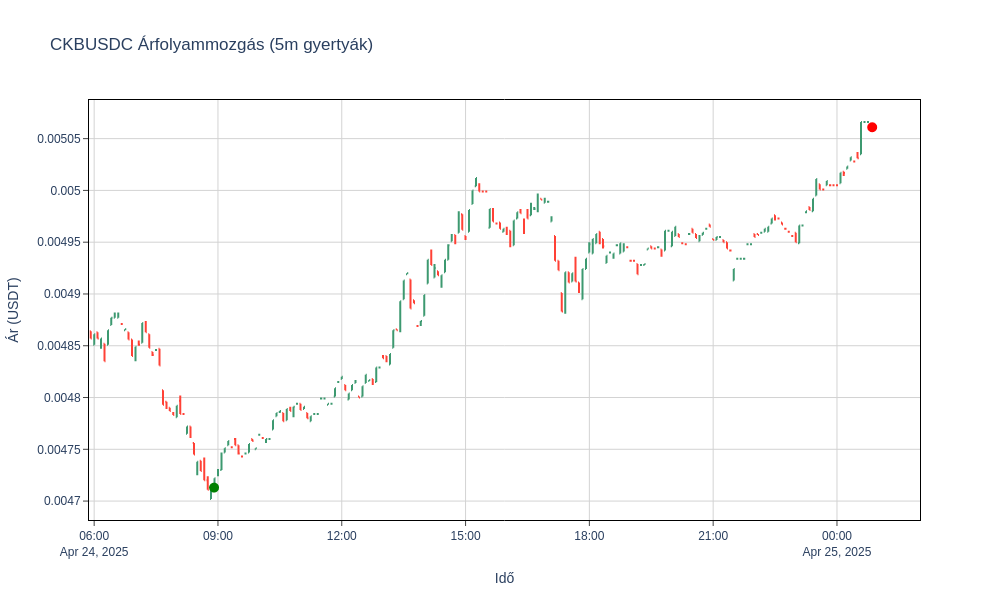 CKBUSDC Árfolyammozgás (5m gyertyák)
Ár (USDT)
0.00505
0.005
0.00495
0.0049
0.00485
0.0048
0.00475
0.0047
06:00 09:00 12:00 15:00 18:00 21:00 00:00
Apr 24, 2025 Apr 25, 2025
Idő